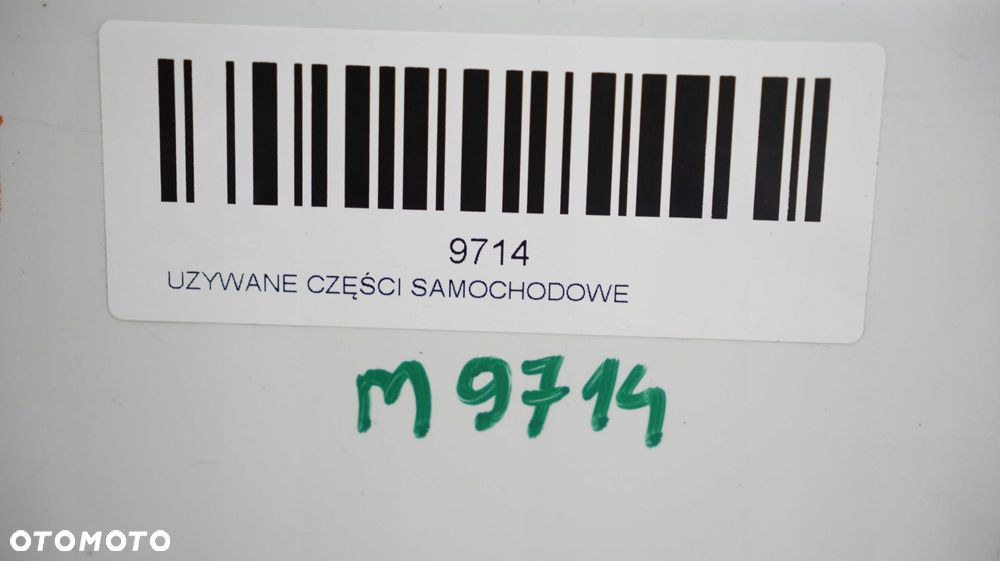 9714
UZYWANE CZĘŚCI SAMOCHODOWE
M 9714
OTOMOTO